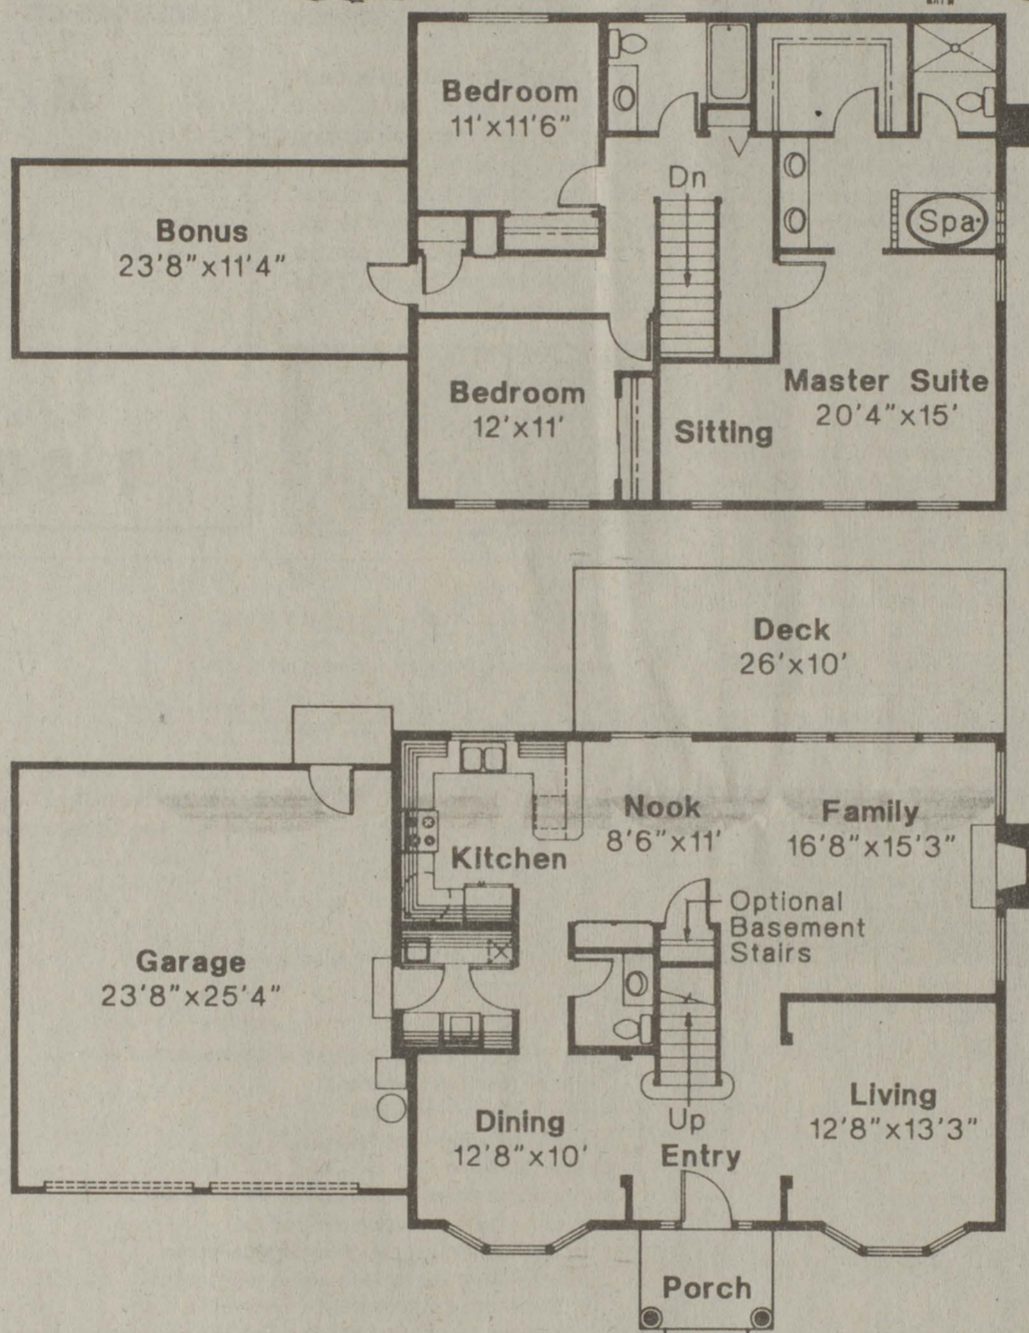 Bedroom
11'x11'6"
Dn
Bonus
23'8"x11'4"
Spa
Bedroom
12'x11'
Master Suite
20'4"x15'
Sitting
Deck
26'x10'
Nook
8'6"x11'
Family
16'8"x15'3"
Kitchen
Optional
Basement
Stairs
Garage
23'8"x25'4"
Living
12'8"x13'3"
Dining
12'8"x10'
Up
Entry
Porch